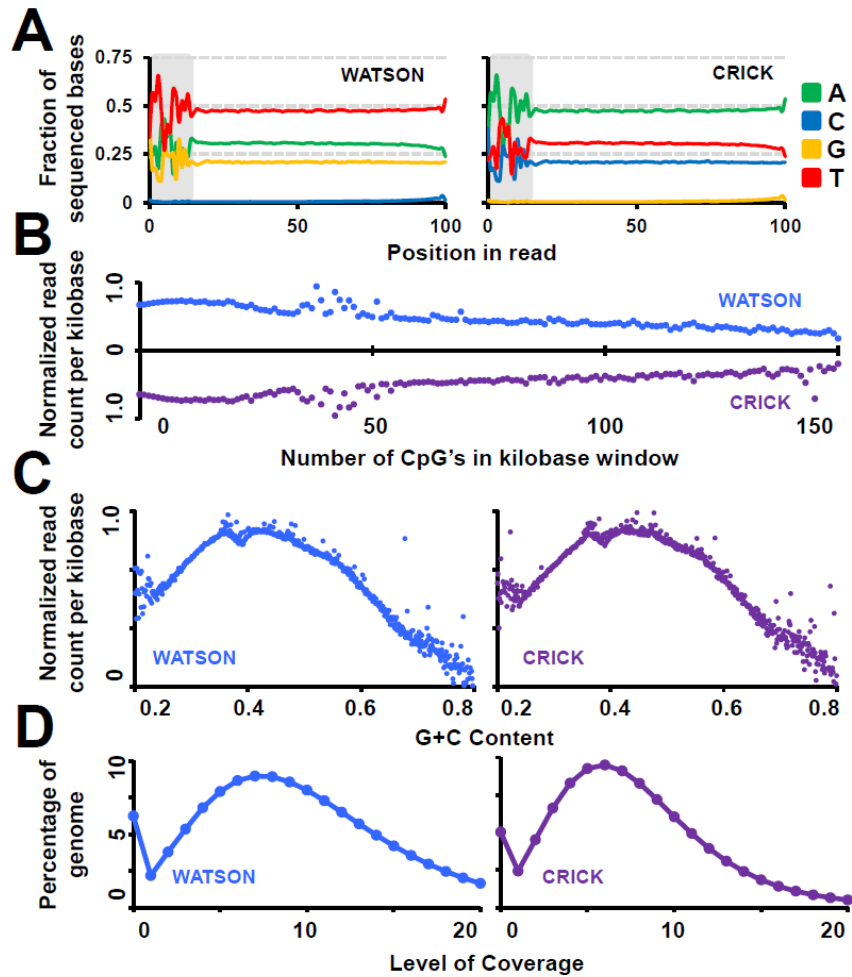 A
Fraction of
sequenced bases
0.75
0.5
0.25
0
WATSON
CRICK
A
C
G
T
0 50 100
0 50 100
Position in read
B
Normalized read
count per kilobase
1.0
0
1.0
WATSON
CRICK
0 50 100 150
Number of CpG's in kilobase window
C
Normalized read
count per kilobase
1.0
0
WATSON
CRICK
0.2 0.4 0.6 0.8
0.2 0.4 0.6 0.8
G+C Content
D
Percentage of
genome
10
5
0
WATSON
CRICK
0 10 20
0 10 20
Level of Coverage